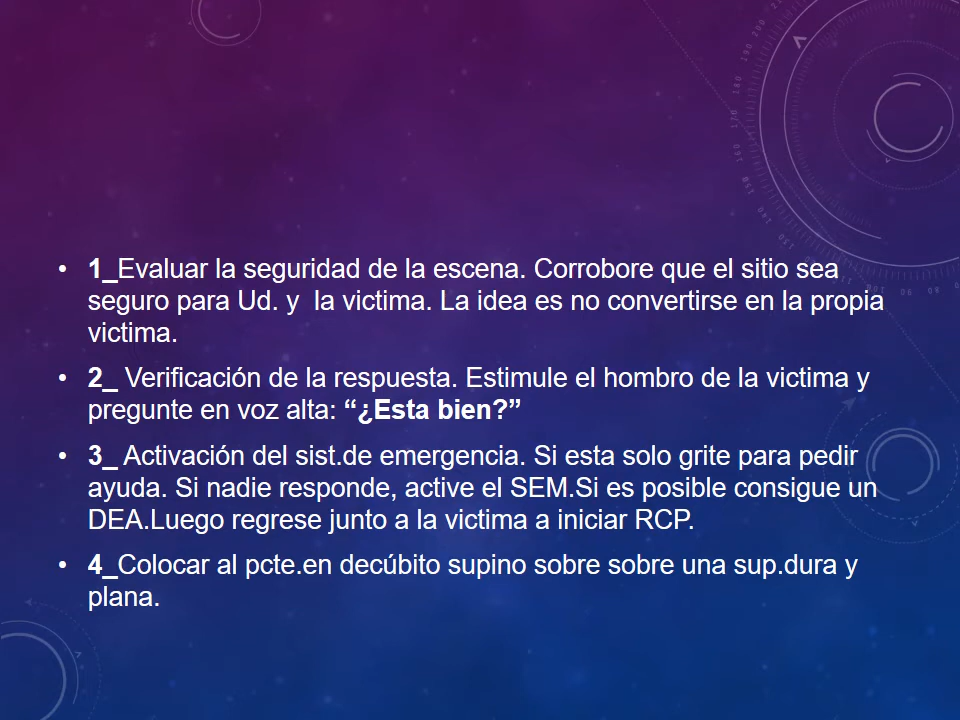 • 1_Evaluar la seguridad de la escena. Corrobore que el sitio sea
seguro para Ud. y  la victima. La idea es no convertirse en la propia
victima.
• 2_ Verificación de la respuesta. Estimule el hombro de la victima y
pregunte en voz alta: “¿Esta bien?”
• 3_ Activación del sist.de emergencia. Si esta solo grite para pedir
ayuda. Si nadie responde, active el SEM.Si es posible consigue un
DEA.Luego regrese junto a la victima a iniciar RCP.
• 4_Colocar al pcte.en decúbito supino sobre sobre una sup.dura y
plana.